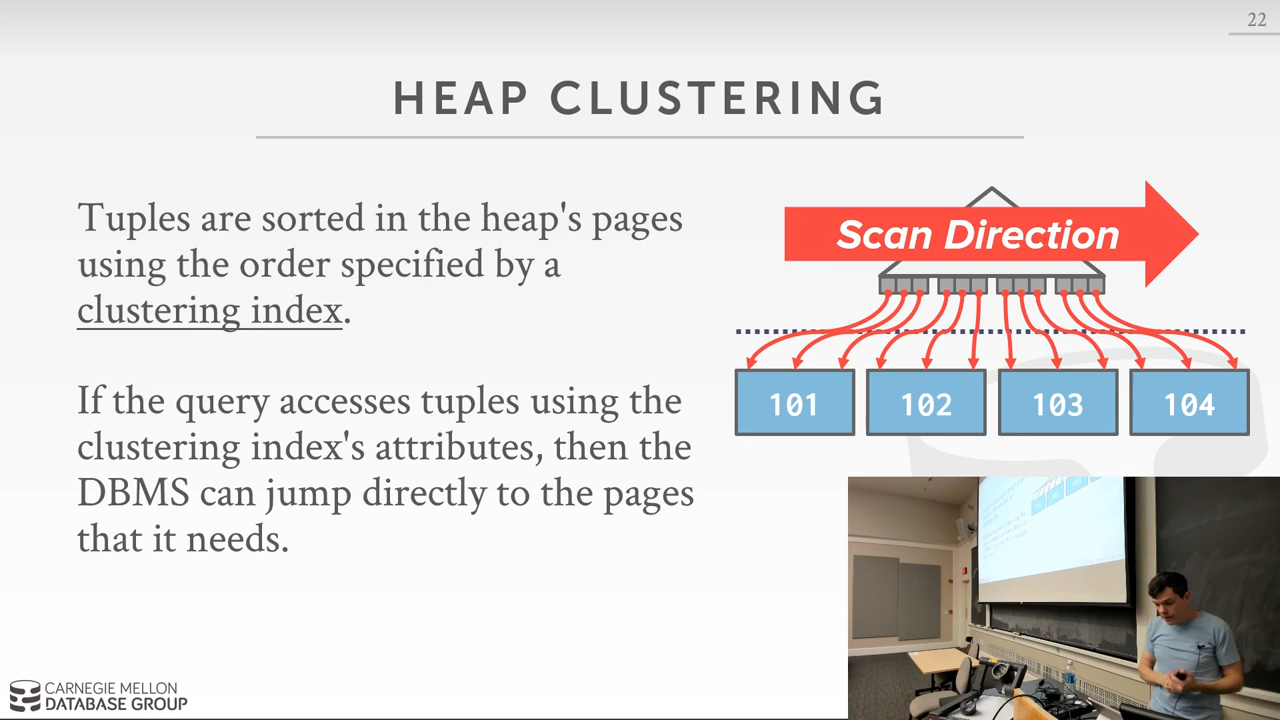 22
HEAP CLUSTERING
Tuples are sorted in the heap's pages
using the order specified by a
clustering index.
If the query accesses tuples using the
clustering index's attributes, then the
DBMS can jump directly to the pages
that it needs.
Scan Direction
101 102 103 104
CARNEGIE MELLON
DATABASE GROUP